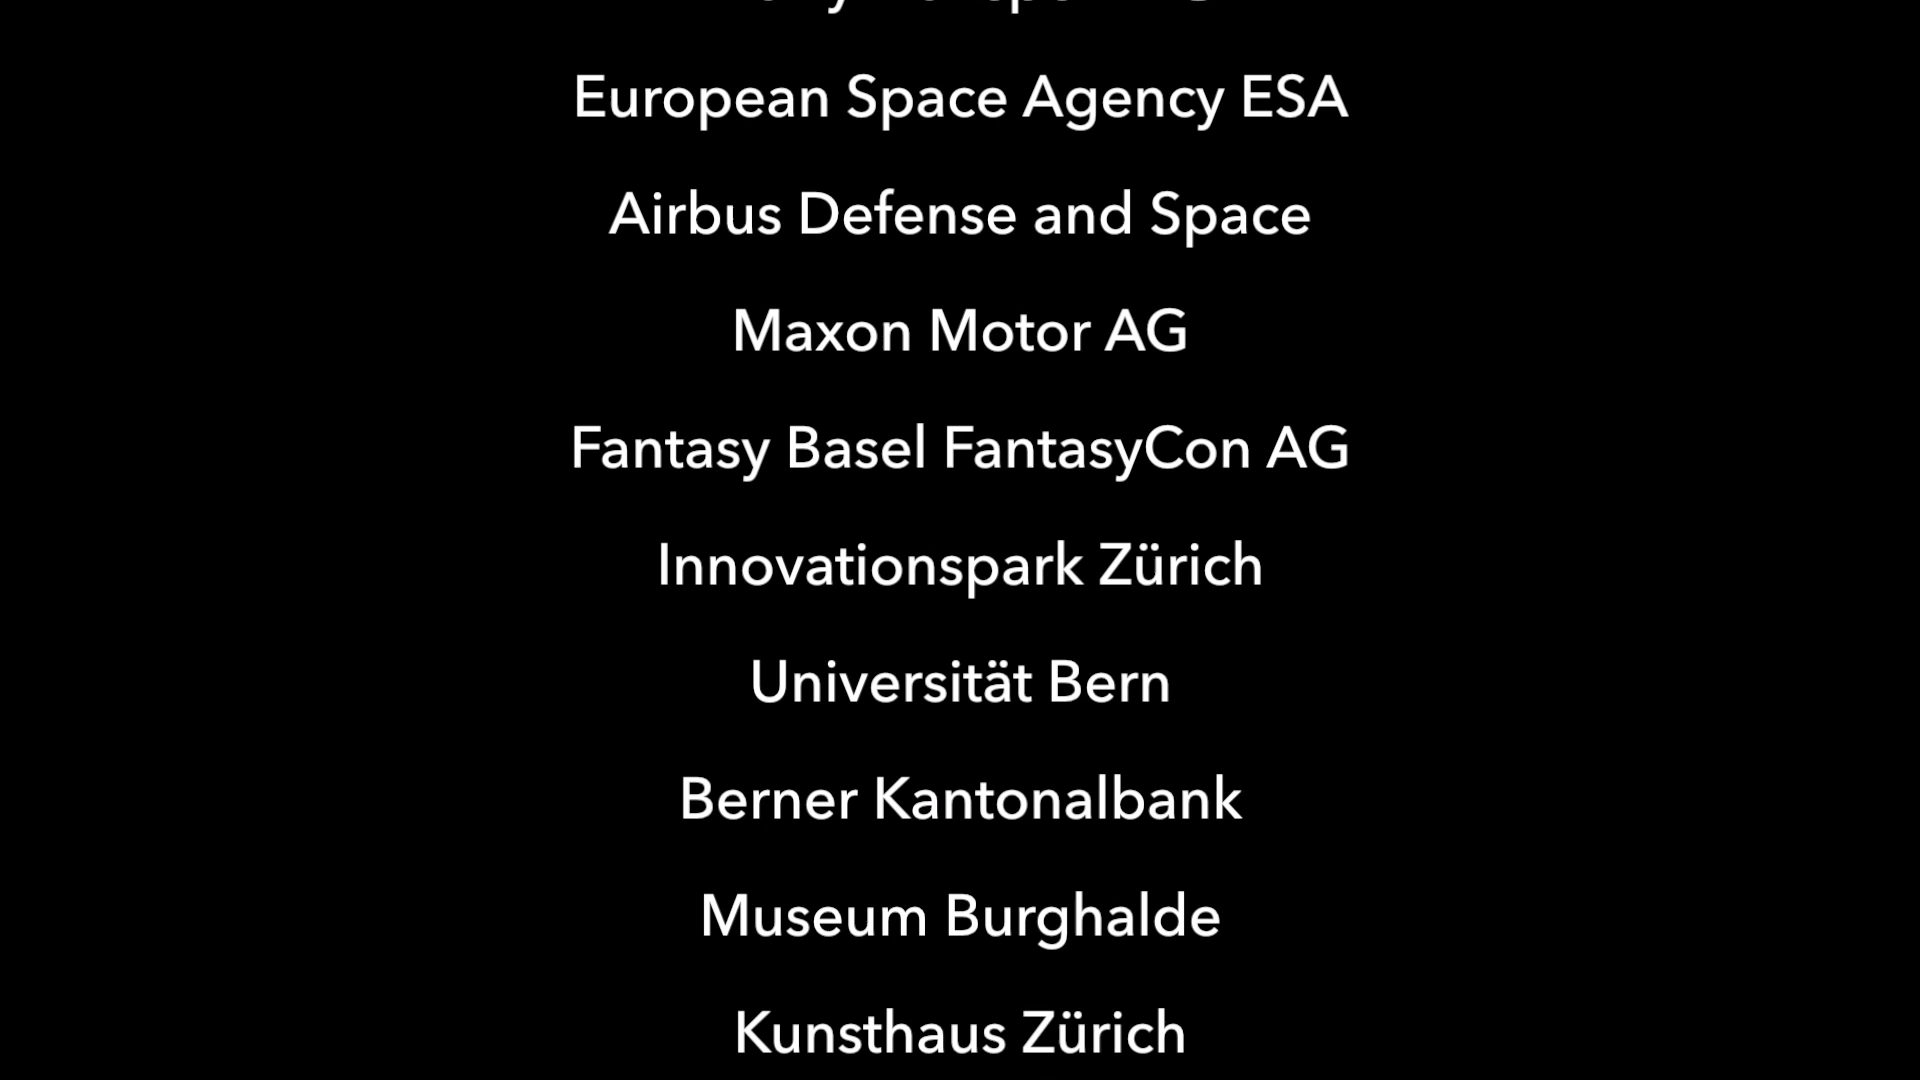 European Space Agency ESA
Airbus Defense and Space
Maxon Motor AG
Fantasy Basel FantasyCon AG
Innovationspark Zürich
Universität Bern
Berner Kantonalbank
Museum Burghalde
Kunsthaus Zürich